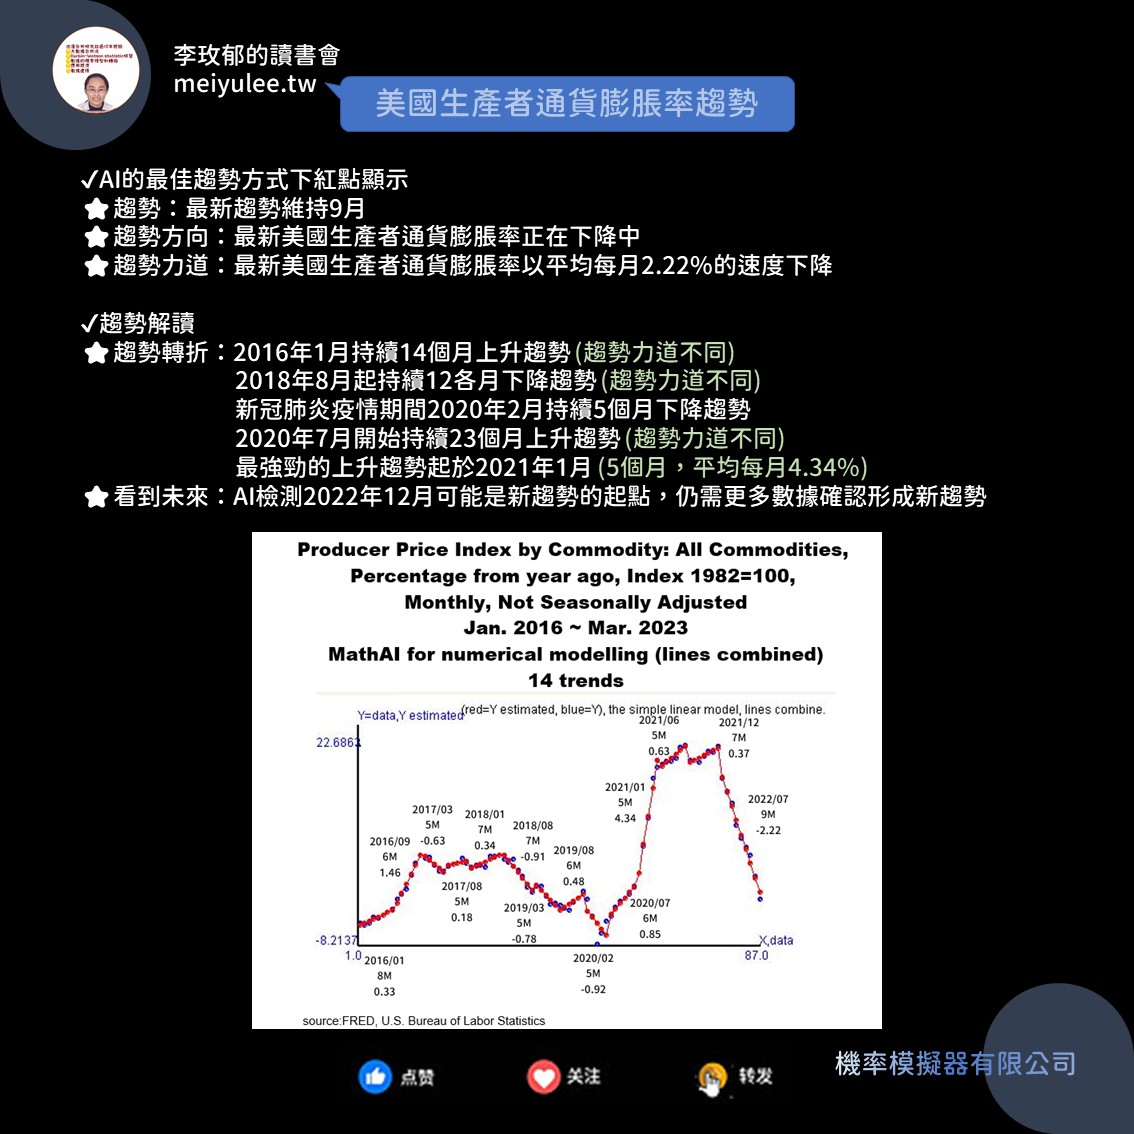 李玫郁的讀書會
meiyulee.tw
美國生產者通貨膨脹率趨勢
✓AI的最佳趨勢方式下紅點顯示
★趨勢：最新趨勢維持9月
★趨勢方向：最新美國生產者通貨膨脹率正在下降中
★趨勢力道：最新美國生產者通貨膨脹率以平均每月2.22%的速度下降
✓趨勢解讀
★趨勢轉折：2016年1月持續14個月上升趨勢(趨勢力道不同)
2018年8月起持續12各月下降趨勢(趨勢力道不同)
新冠肺炎疫情期間2020年2月持續5個月下降趨勢
2020年7月開始持續23個月上升趨勢(趨勢力道不同)
最強勁的上升趨勢起於2021年1月(5個月，平均每月4.34%)
★看到未來：AI檢測2022年12月可能是新趨勢的起點，仍需更多數據確認形成新趨勢
Producer Price Index by Commodity: All Commodities,
Percentage from year ago, Index 1982=100,
Monthly, Not Seasonally Adjusted
Jan. 2016 ~ Mar. 2023
MathAI for numerical modelling (lines combined)
14 trends
(red=Y estimated, blue=Y), the simple linear model, lines combine.
Y=data,Y estimated
22.6863
-8.2137
1.0
87.0
X,data
2016/01
8M
0.33
2016/09
6M
1.46
2017/03
5M
-0.63
2017/08
5M
0.18
2018/01
7M
0.34
2018/08
7M
-0.91
2019/03
5M
-0.78
2019/08
6M
0.48
2020/02
5M
-0.92
2020/07
6M
0.85
2021/01
5M
4.34
2021/06
5M
0.63
2021/12
7M
0.37
2022/07
9M
-2.22
source:FRED, U.S. Bureau of Labor Statistics
点赞
关注
转发
機率模擬器有限公司